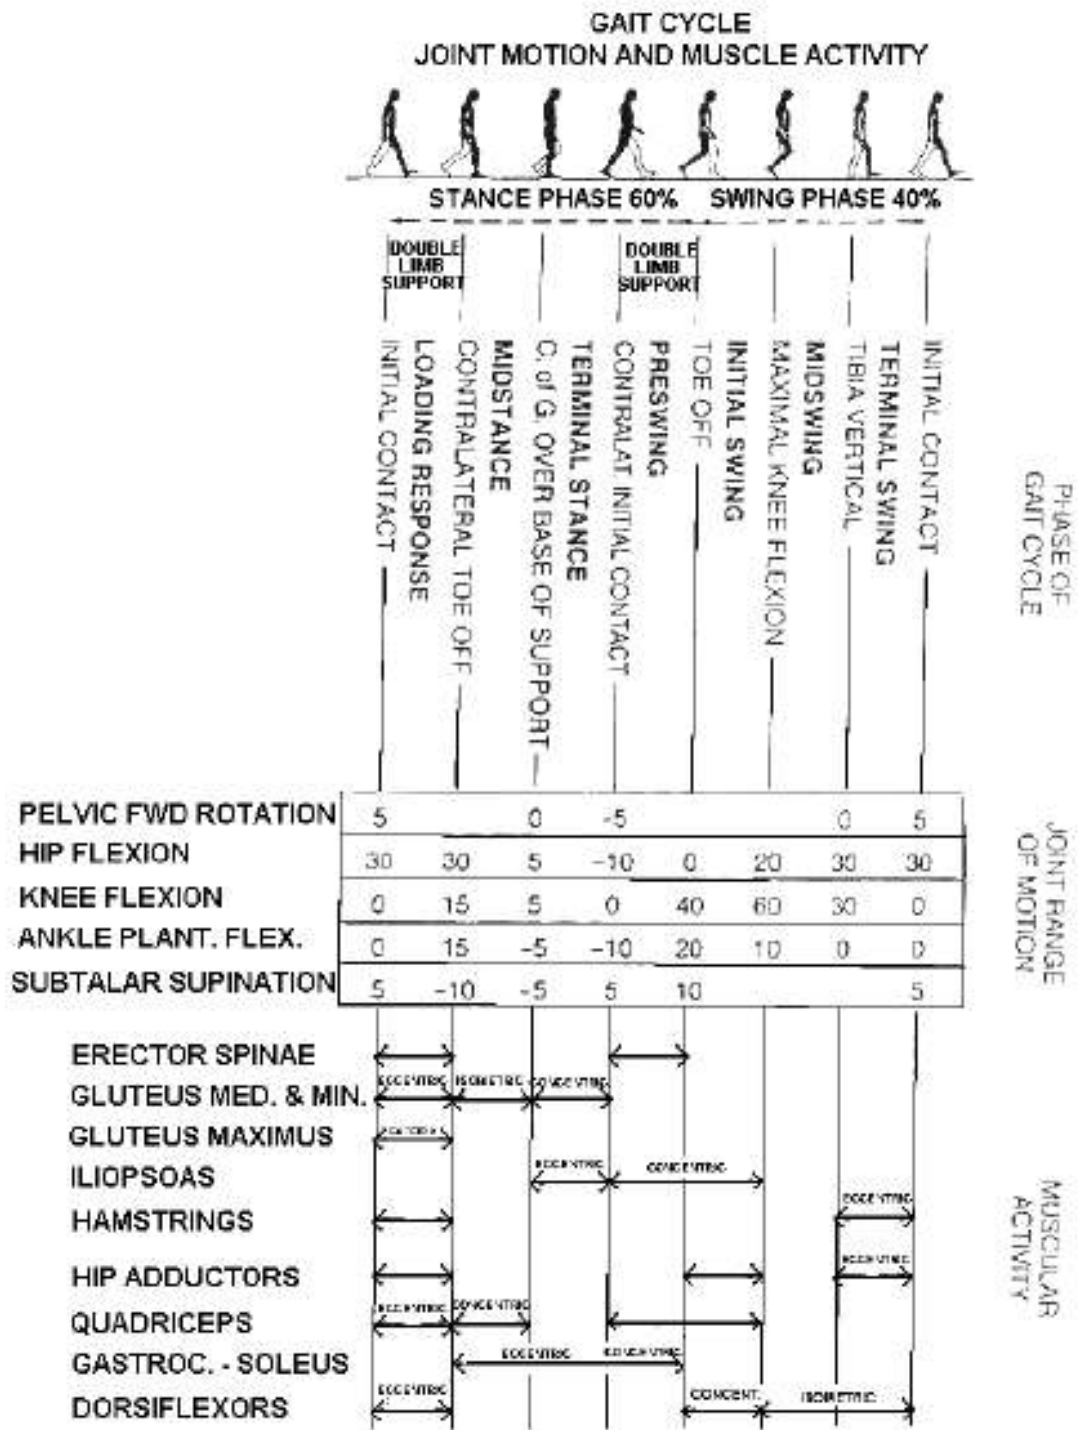 GAIT CYCLE
JOINT MOTION AND MUSCLE ACTIVITY
STANCE PHASE 60% SWING PHASE 40%
DOUBLE LIMB SUPPORT
DOUBLE LIMB SUPPORT
INITIAL CONTACT
LOADING RESPONSE
CONTRALATERAL TOE OFF
MIDSTANCE
C. of G. OVER BASE OF SUPPORT
TERMINAL STANCE
CONTRALAT. INITIAL CONTACT
PRESWING
TOE OFF
INITIAL SWING
MAXIMAL KNEE FLEXION
MIDSWING
TIBIA VERTICAL
TERMINAL SWING
INITIAL CONTACT
PHASE OF
GAIT CYCLE
PELVIC FWD ROTATION 5 0 -5 0 5
HIP FLEXION 30 30 5 -10 0 20 30 30
KNEE FLEXION 0 15 5 0 40 60 30 0
ANKLE PLANT. FLEX. 0 15 -5 -10 20 10 0 0
SUBTALAR SUPINATION 5 -10 -5 5 10 5
JOINT RANGE
OF MOTION
ERECTOR SPINAE
GLUTEUS MED. & MIN. ECCENTRIC ISOMETRIC CONCENTRIC
GLUTEUS MAXIMUS
ILIOPSOAS ECCENTRIC CONCENTRIC
HAMSTRINGS ECCENTRIC
HIP ADDUCTORS ECCENTRIC
QUADRICEPS ECCENTRIC CONCENTRIC
GASTROC. - SOLEUS ECCENTRIC CONCENTRIC
DORSIFLEXORS ECCENTRIC CONCENT. ISOMETRIC
MUSCULAR
ACTIVITY